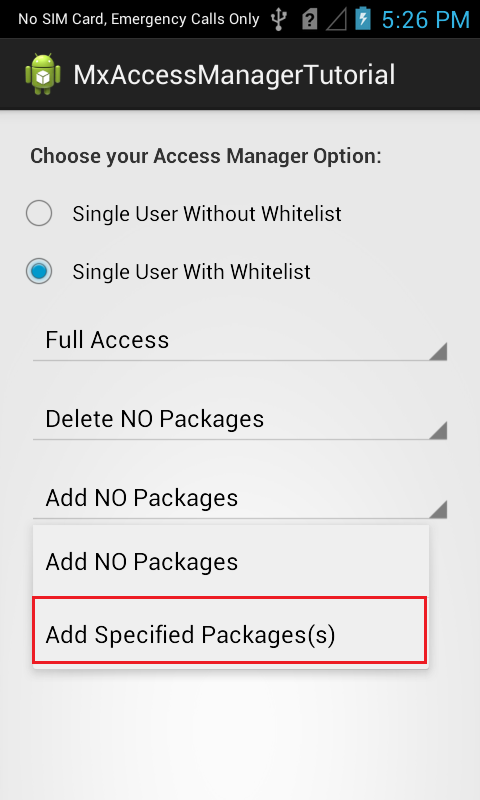 No SIM Card, Emergency Calls Only 5:26 PM
MxAccessManagerTutorial
Choose your Access Manager Option:
Single User Without Whitelist
Single User With Whitelist
Full Access
Delete NO Packages
Add NO Packages
Add NO Packages
Add Specified Packages(s)